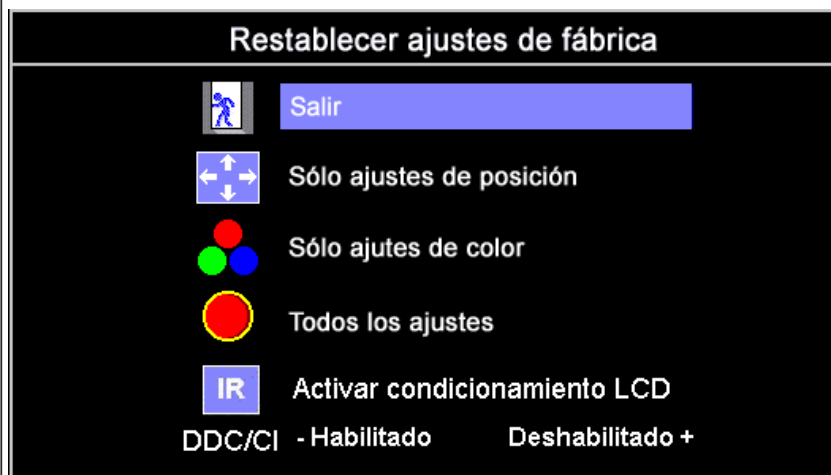 Restablecer ajustes de fábrica
Salir
Sólo ajustes de posición
Sólo ajutes de color
Todos los ajustes
IR Activar condicionamiento LCD
DDC/CI - Habilitado Deshabilitado +